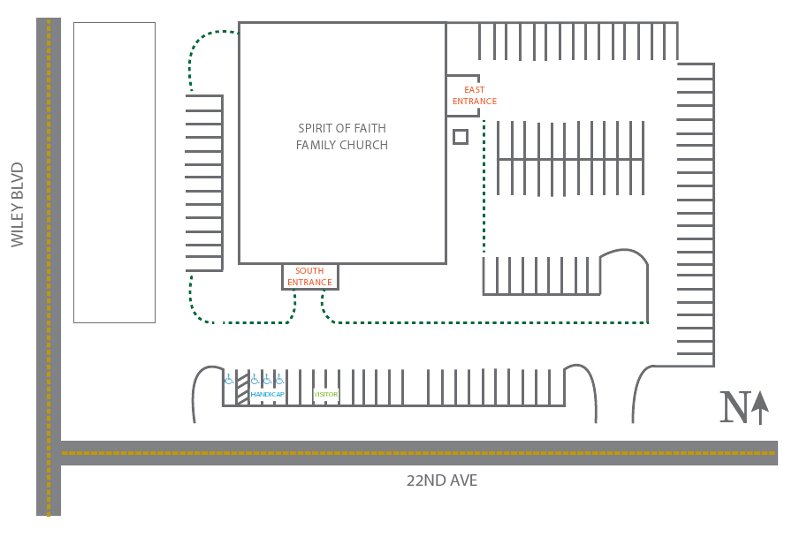 SPIRIT OF FAITH
FAMILY CHURCH
EAST
ENTRANCE
WILEY BLVD
SOUTH
ENTRANCE
HANDICAP
VISITOR
N
22ND AVE